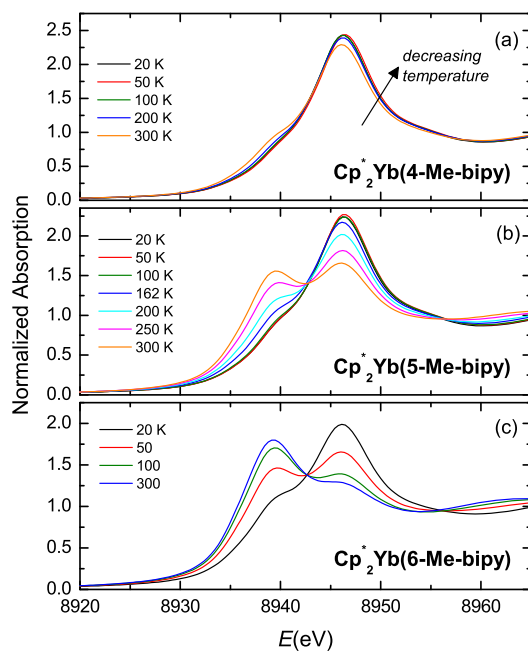 Normalized Absorption
2.5
2.0
1.5
1.0
0.5
0.0
20 K
50 K
100 K
200 K
300 K
(a)
decreasing
temperature
Cp*2Yb(4-Me-bipy)
2.0
1.5
1.0
0.5
0.0
20 K
50 K
100 K
162 K
200 K
250 K
300 K
(b)
Cp*2Yb(5-Me-bipy)
2.0
1.5
1.0
0.5
0.0
20 K
50
100
300
(c)
Cp*2Yb(6-Me-bipy)
8920 8930 8940 8950 8960
E(eV)